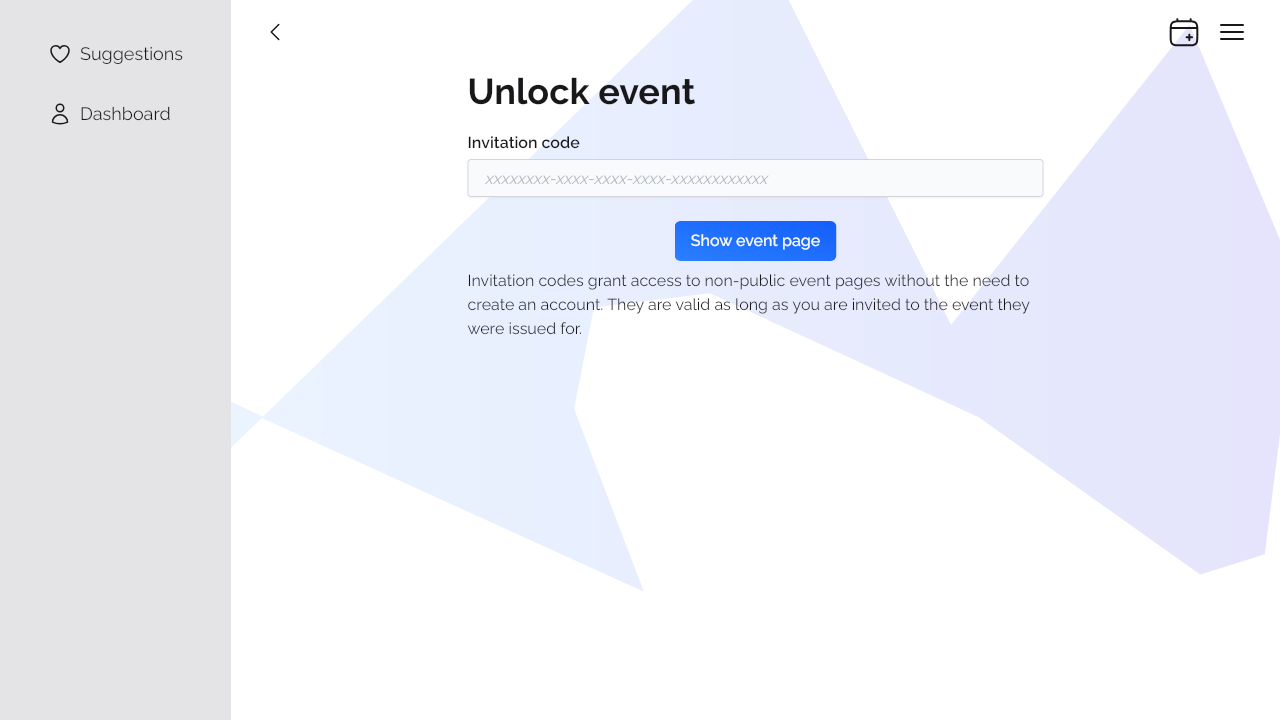 Suggestions
Dashboard
Unlock event
Invitation code
xxxxxxxx-xxxx-xxxx-xxxx-xxxxxxxxxxxx
Show event page
Invitation codes grant access to non-public event pages without the need to
create an account. They are valid as long as you are invited to the event they
were issued for.